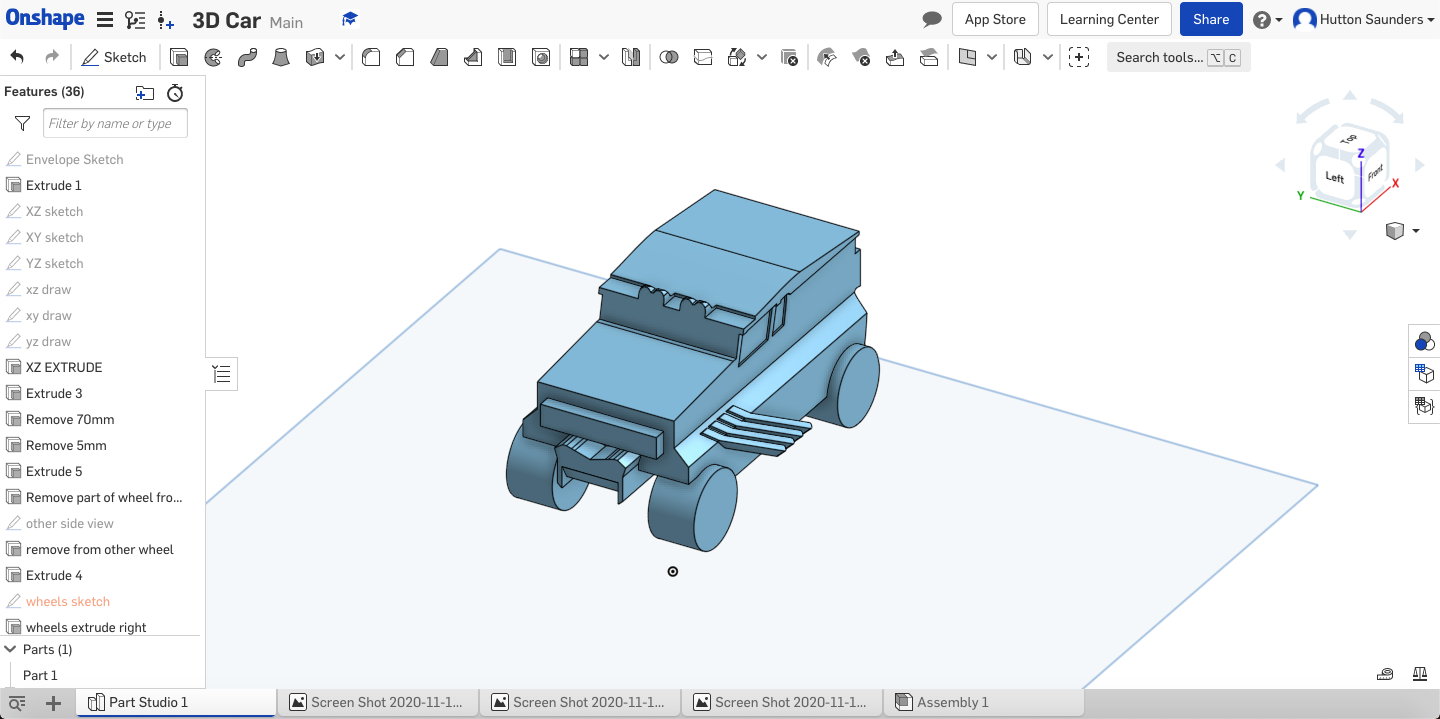 Onshape
3D Car Main
App Store
Learning Center
Share
Hutton Saunders
Sketch
Search tools... ⌥ C
Features (36)
Filter by name or type
Envelope Sketch
Extrude 1
XZ sketch
XY sketch
YZ sketch
xz draw
xy draw
yz draw
XZ EXTRUDE
Extrude 3
Remove 70mm
Remove 5mm
Extrude 5
Remove part of wheel fro...
other side view
remove from other wheel
Extrude 4
wheels sketch
wheels extrude right
Parts (1)
Part 1
Top
Z
Left
Front
X
Y
Part Studio 1
Screen Shot 2020-11-1...
Screen Shot 2020-11-1...
Screen Shot 2020-11-1...
Assembly 1